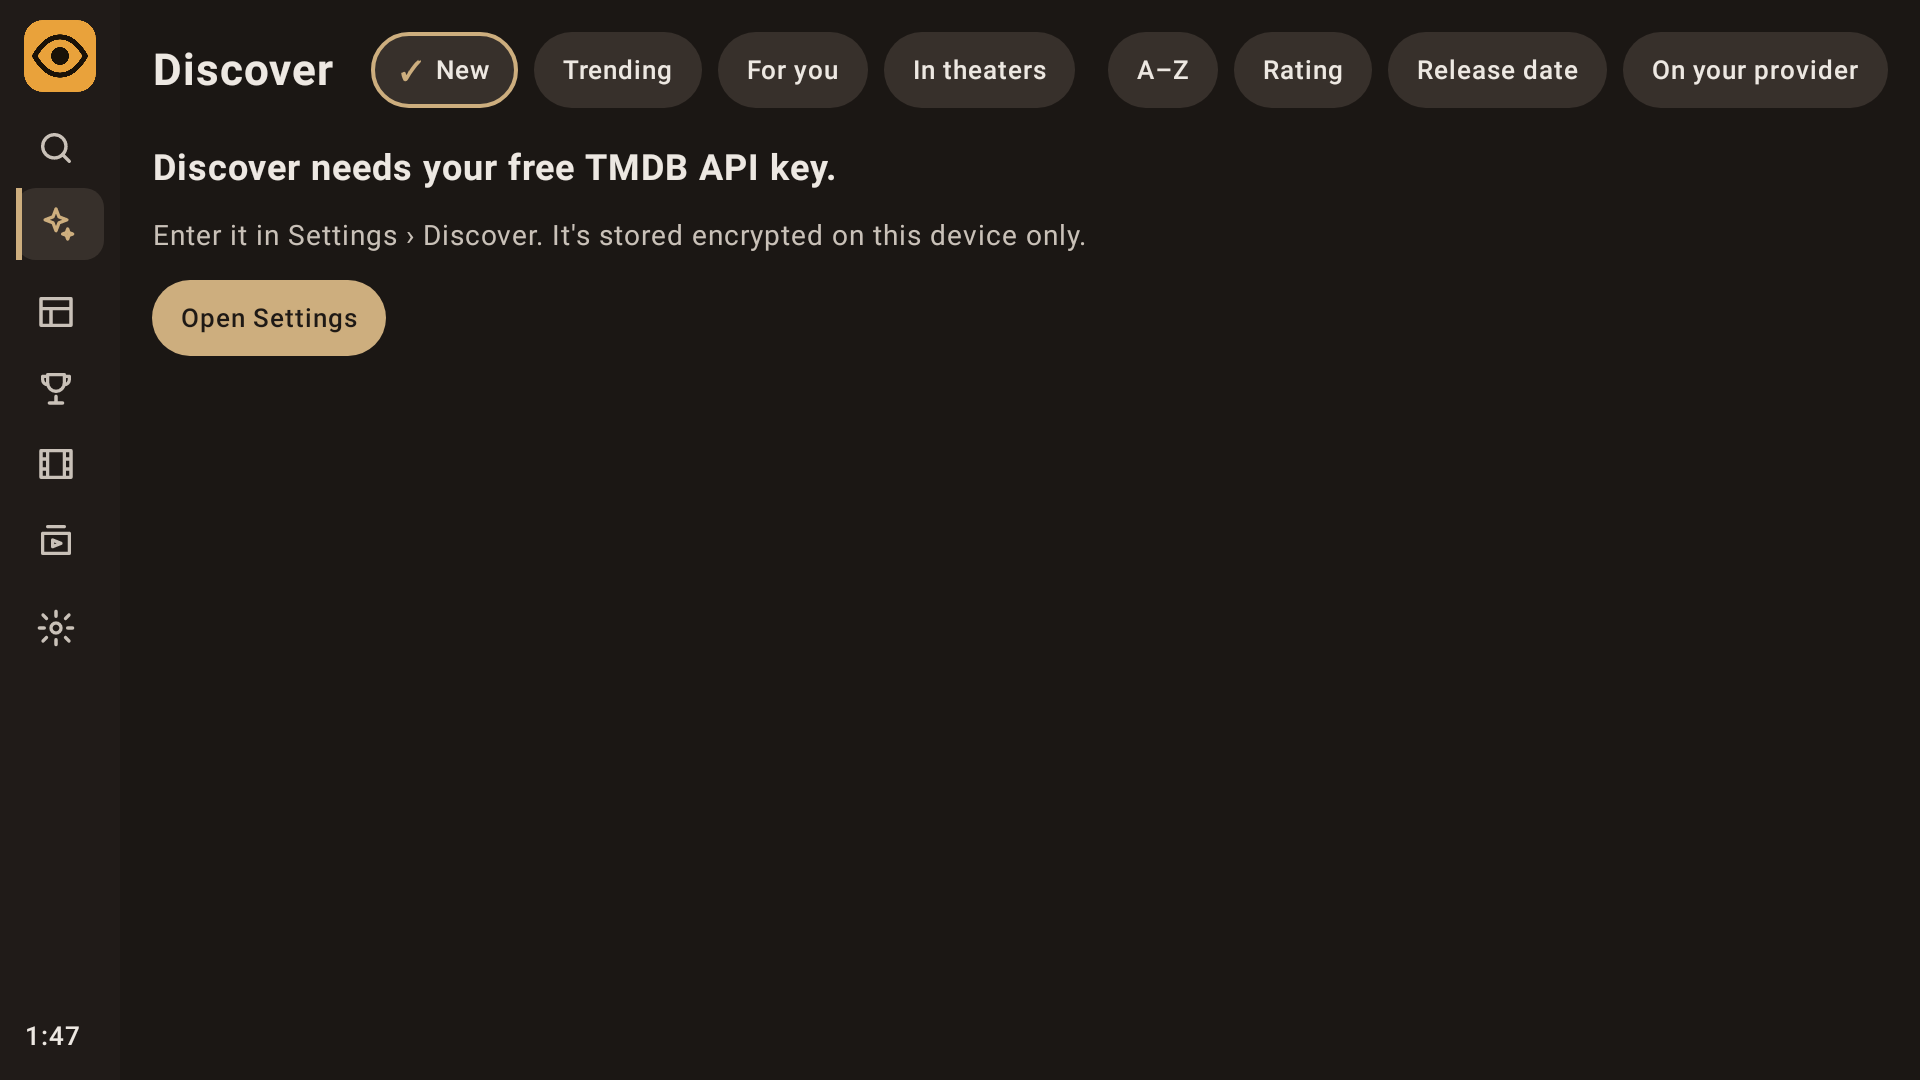 Discover ✓ New Trending For you In theaters A–Z Rating Release date On your provider
Discover needs your free TMDB API key.
Enter it in Settings › Discover. It's stored encrypted on this device only.
Open Settings
1:47